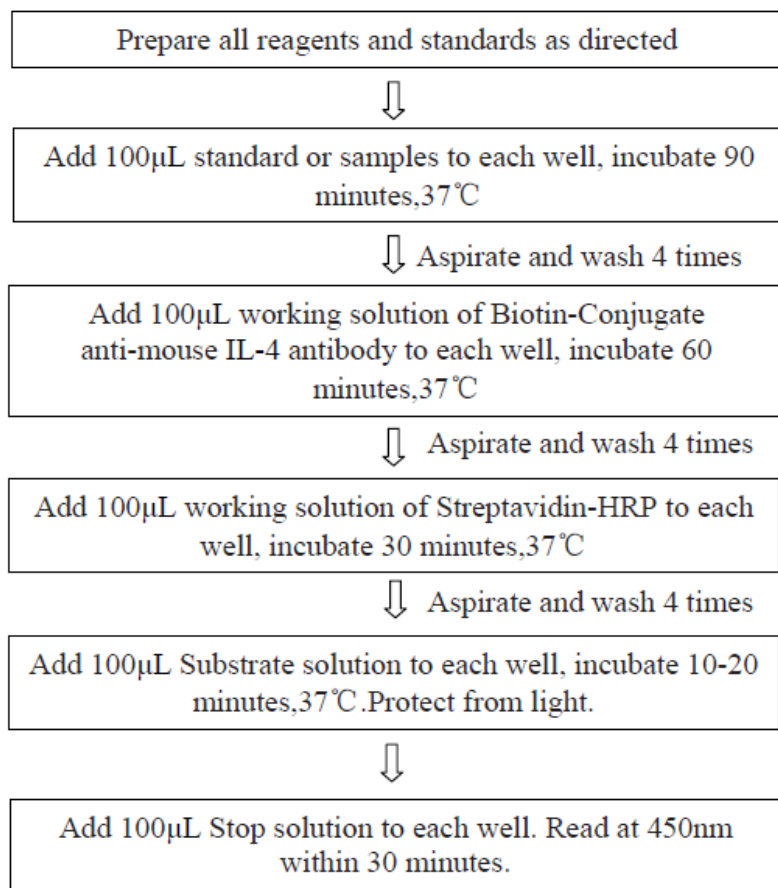 Prepare all reagents and standards as directed
Add 100μL standard or samples to each well, incubate 90
minutes,37℃
Aspirate and wash 4 times
Add 100μL working solution of Biotin-Conjugate
anti-mouse IL-4 antibody to each well, incubate 60
minutes,37℃
Aspirate and wash 4 times
Add 100μL working solution of Streptavidin-HRP to each
well, incubate 30 minutes,37℃
Aspirate and wash 4 times
Add 100μL Substrate solution to each well, incubate 10-20
minutes,37℃.Protect from light.
Add 100μL Stop solution to each well. Read at 450nm
within 30 minutes.